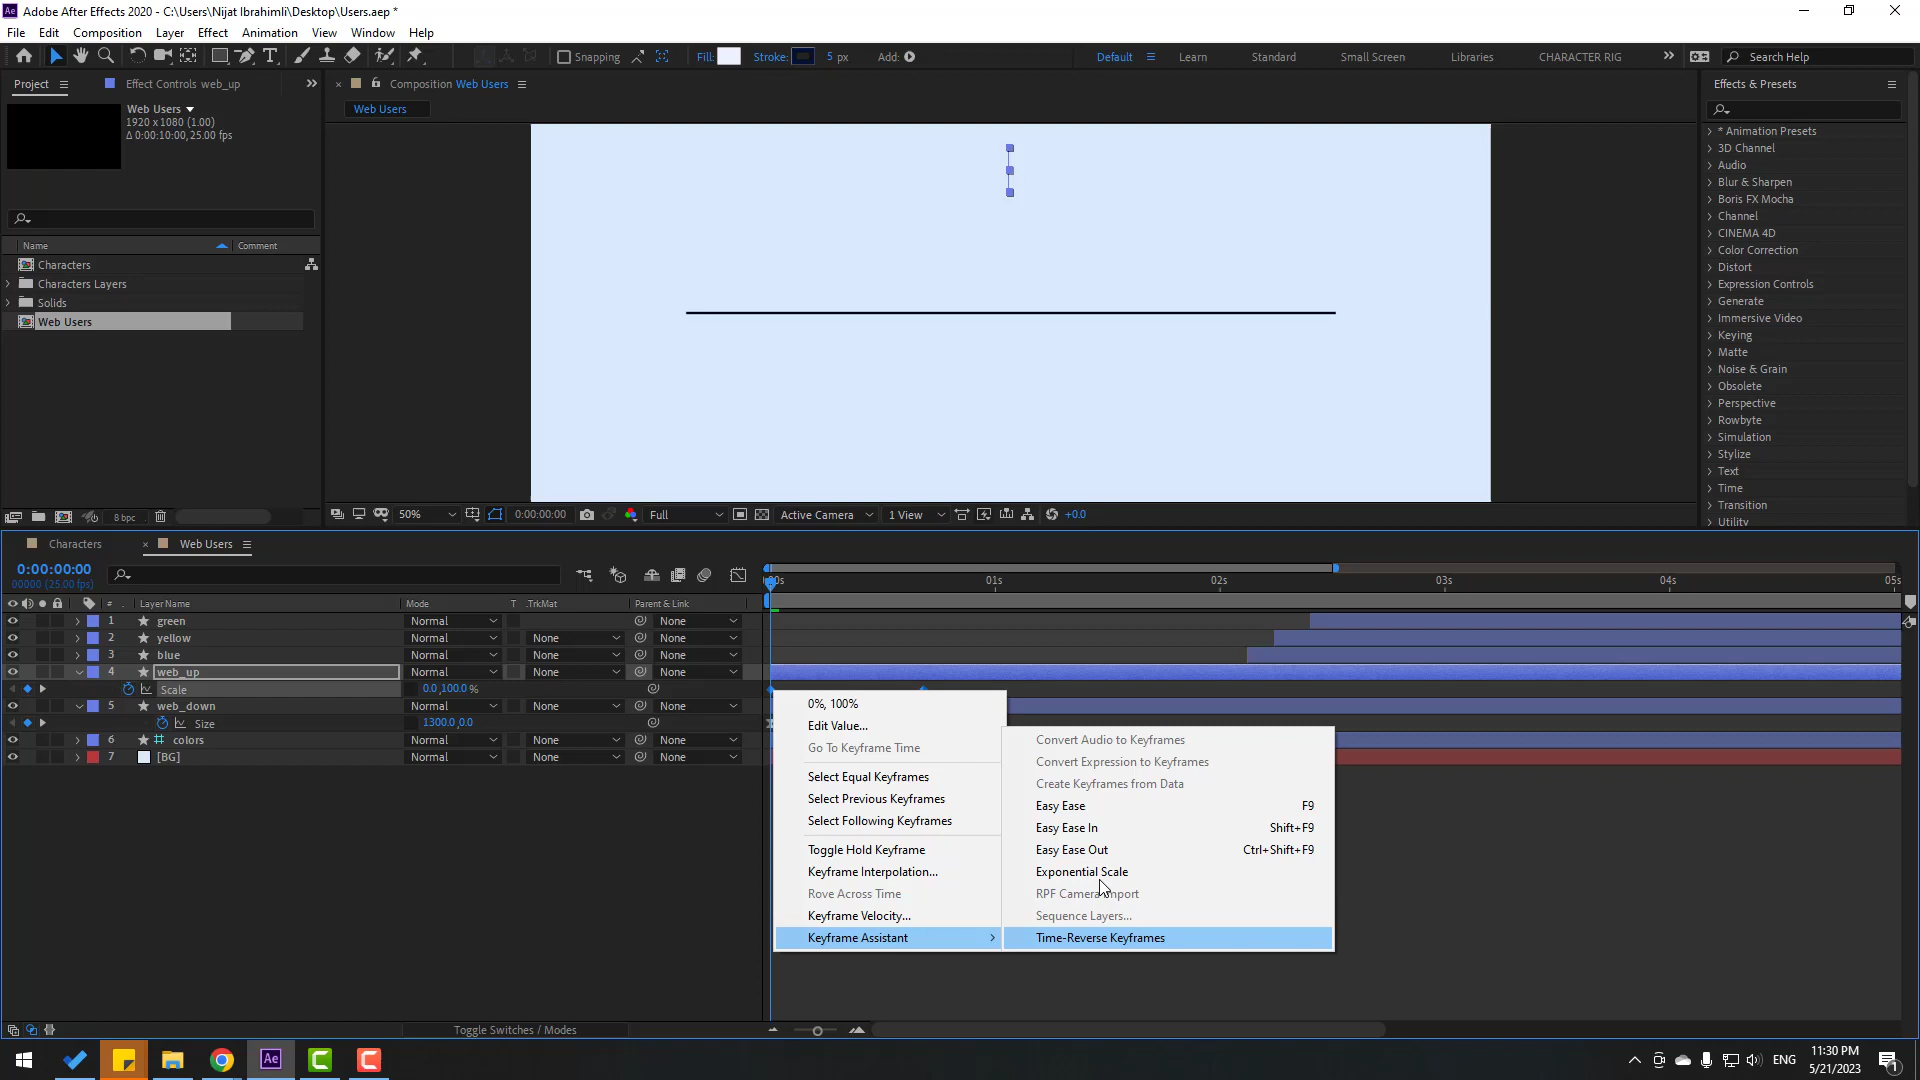 Adobe After Effects 2020 - C:\Users\Nijat Ibrahimli\Desktop\Users.aep *
File Edit Composition Layer Effect Animation View Window Help
Snapping Fill: Stroke: 5 px Add: Default Learn Standard Small Screen Libraries CHARACTER RIG Search Help
Project Effect Controls web_up Composition Web Users Effects & Presets
Web Users
Web Users
1920 x 1080 (1.00)
Δ 0:00:10:00, 25.00 fps
Name Comment
Characters
Characters Layers
Solids
Web Users
* Animation Presets
3D Channel
Audio
Blur & Sharpen
Boris FX Mocha
Channel
CINEMA 4D
Color Correction
Distort
Expression Controls
Generate
Immersive Video
Keying
Matte
Noise & Grain
Obsolete
Perspective
Rowbyte
Simulation
Stylize
Text
Time
Transition
Utility
8 bpc 50% 0:00:00:00 Full Active Camera 1 View +0.0
Characters Web Users
0:00:00:00
00000 (25.00 fps)
:00s 01s 02s 03s 04s 05s
# . Layer Name Mode T .TrkMat Parent & Link
1 green Normal None
2 yellow Normal None None
3 blue Normal None None
4 web_up Normal None None
Scale 0.0,100.0 %
5 web_down Normal None None
Size 1300.0,0.0
6 colors Normal None None
7 [BG] Normal None None
0%, 100%
Edit Value...
Go To Keyframe Time
Select Equal Keyframes
Select Previous Keyframes
Select Following Keyframes
Toggle Hold Keyframe
Keyframe Interpolation...
Rove Across Time
Keyframe Velocity...
Keyframe Assistant
Convert Audio to Keyframes
Convert Expression to Keyframes
Create Keyframes from Data
Easy Ease F9
Easy Ease In Shift+F9
Easy Ease Out Ctrl+Shift+F9
Exponential Scale
RPF Camera Import
Sequence Layers...
Time-Reverse Keyframes
Toggle Switches / Modes
Ae ENG 11:30 PM
5/21/2023
1